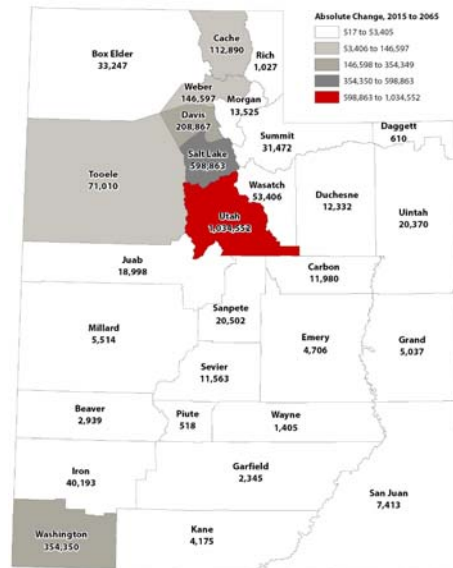 Absolute Change, 2015 to 2065
517 to 53,405
53,406 to 146,597
146,598 to 354,349
354,350 to 598,863
598,863 to 1,034,552
Cache
112,890
Rich
1,027
Box Elder
33,247
Weber
146,597
Morgan
13,525
Davis
208,867
Summit
31,472
Daggett
610
Salt Lake
598,863
Tooele
71,010
Wasatch
53,406
Duchesne
12,332
Uintah
20,370
Utah
1,034,552
Juab
18,998
Carbon
11,980
Sanpete
20,502
Millard
5,514
Emery
4,706
Grand
5,037
Sevier
11,563
Beaver
2,939
Piute
518
Wayne
1,405
Iron
40,193
Garfield
2,345
San Juan
7,413
Washington
354,350
Kane
4,175